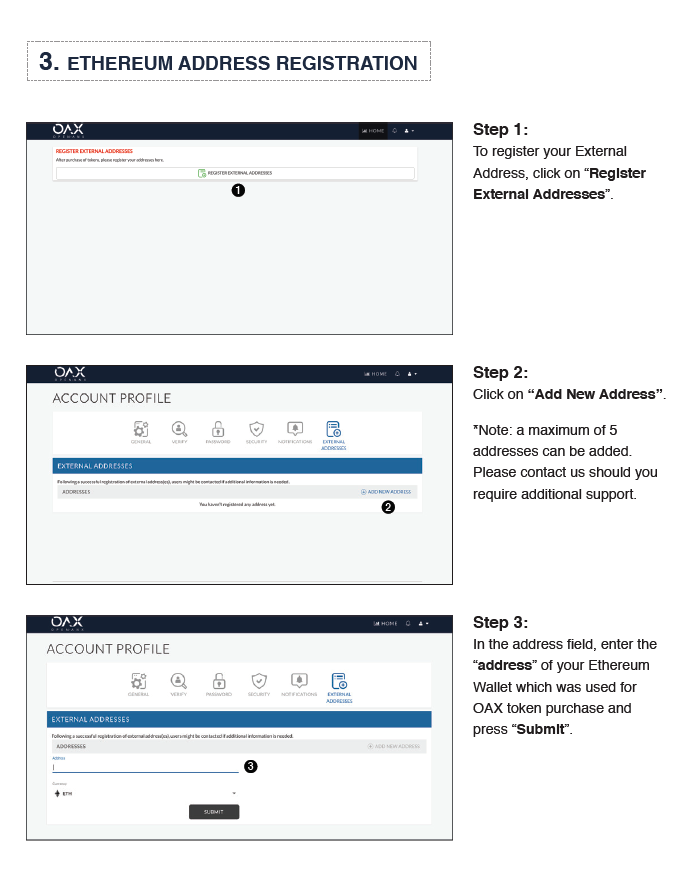 3. ETHEREUM ADDRESS REGISTRATION
OAX
OPENANX
HOME
REGISTER EXTERNAL ADDRESSES
After purchase of tokens, please register your addresses here.
REGISTER EXTERNAL ADDRESSES
1
Step 1:
To register your External
Address, click on “Register
External Addresses”.
OAX
OPENANX
HOME
ACCOUNT PROFILE
GENERAL VERIFY PASSWORD SECURITY NOTIFICATIONS EXTERNAL
ADDRESSES
EXTERNAL ADDRESSES
Following a successful registration of external address(es), users might be contacted if additional information is needed.
ADDRESSES ADD NEW ADDRESS
You haven't registered any address yet.
2
Step 2:
Click on “Add New Address”.
*Note: a maximum of 5
addresses can be added.
Please contact us should you
require additional support.
OAX
OPENANX
HOME
ACCOUNT PROFILE
GENERAL VERIFY PASSWORD SECURITY NOTIFICATIONS EXTERNAL
ADDRESSES
EXTERNAL ADDRESSES
Following a successful registration of external address(es), users might be contacted if additional information is needed.
ADDRESSES ADD NEW ADDRESS
Address
3
Currency
ETH
SUBMIT
Step 3:
In the address field, enter the
“address” of your Ethereum
Wallet which was used for
OAX token purchase and
press “Submit”.